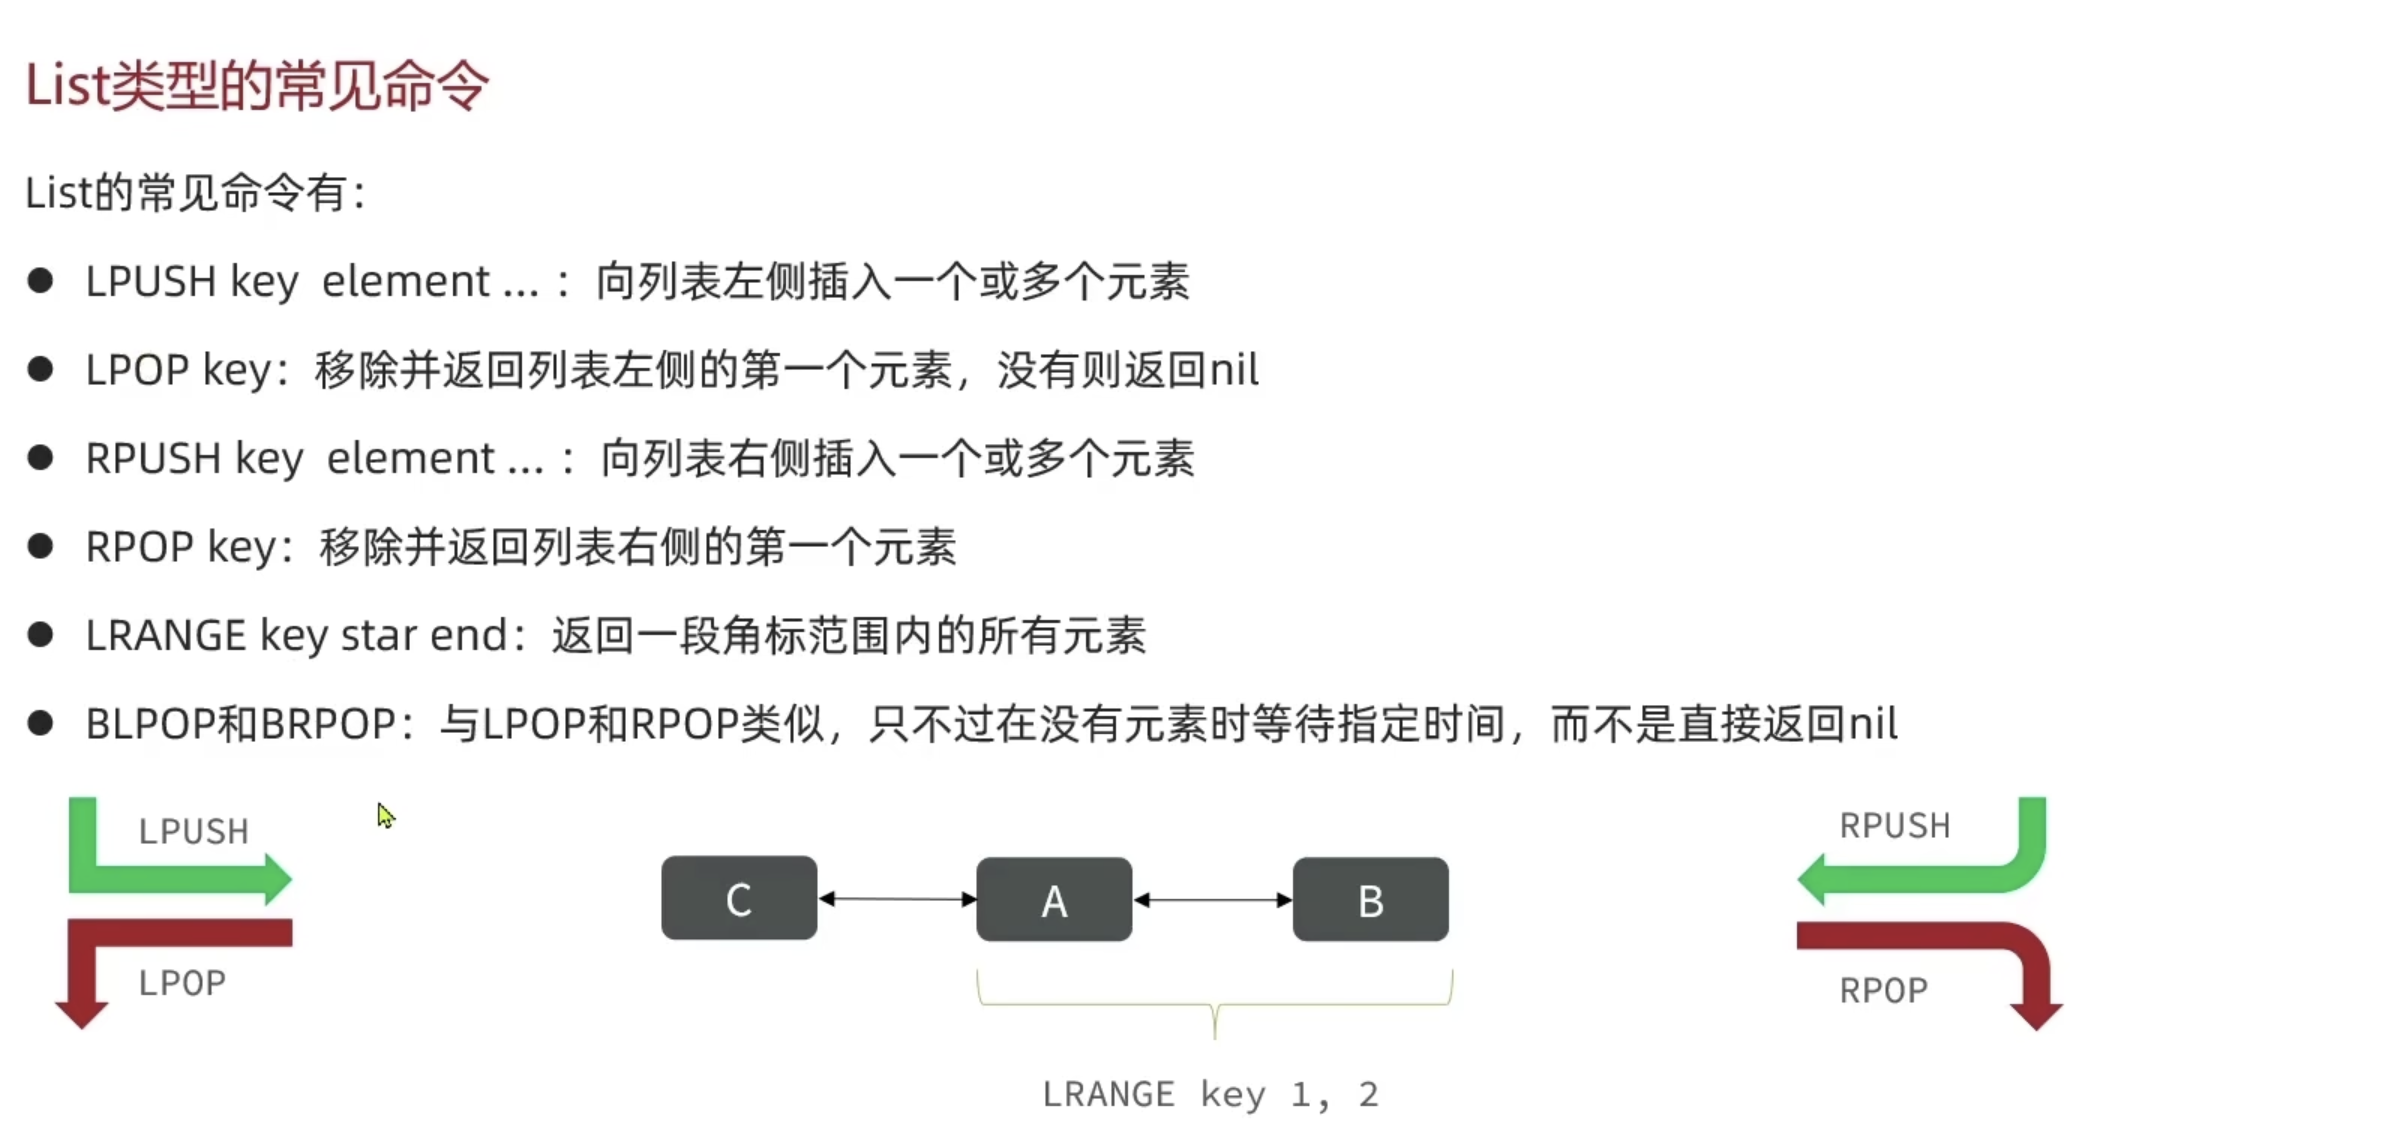 List类型的常见命令
List的常见命令有：
● LPUSH key  element ... ：向列表左侧插入一个或多个元素
● LPOP key：移除并返回列表左侧的第一个元素，没有则返回nil
● RPUSH key  element ... ：向列表右侧插入一个或多个元素
● RPOP key：移除并返回列表右侧的第一个元素
● LRANGE key star end：返回一段角标范围内的所有元素
● BLPOP和BRPOP：与LPOP和RPOP类似，只不过在没有元素时等待指定时间，而不是直接返回nil
LPUSH
LPOP
C
A
B
LRANGE key 1, 2
RPUSH
RPOP